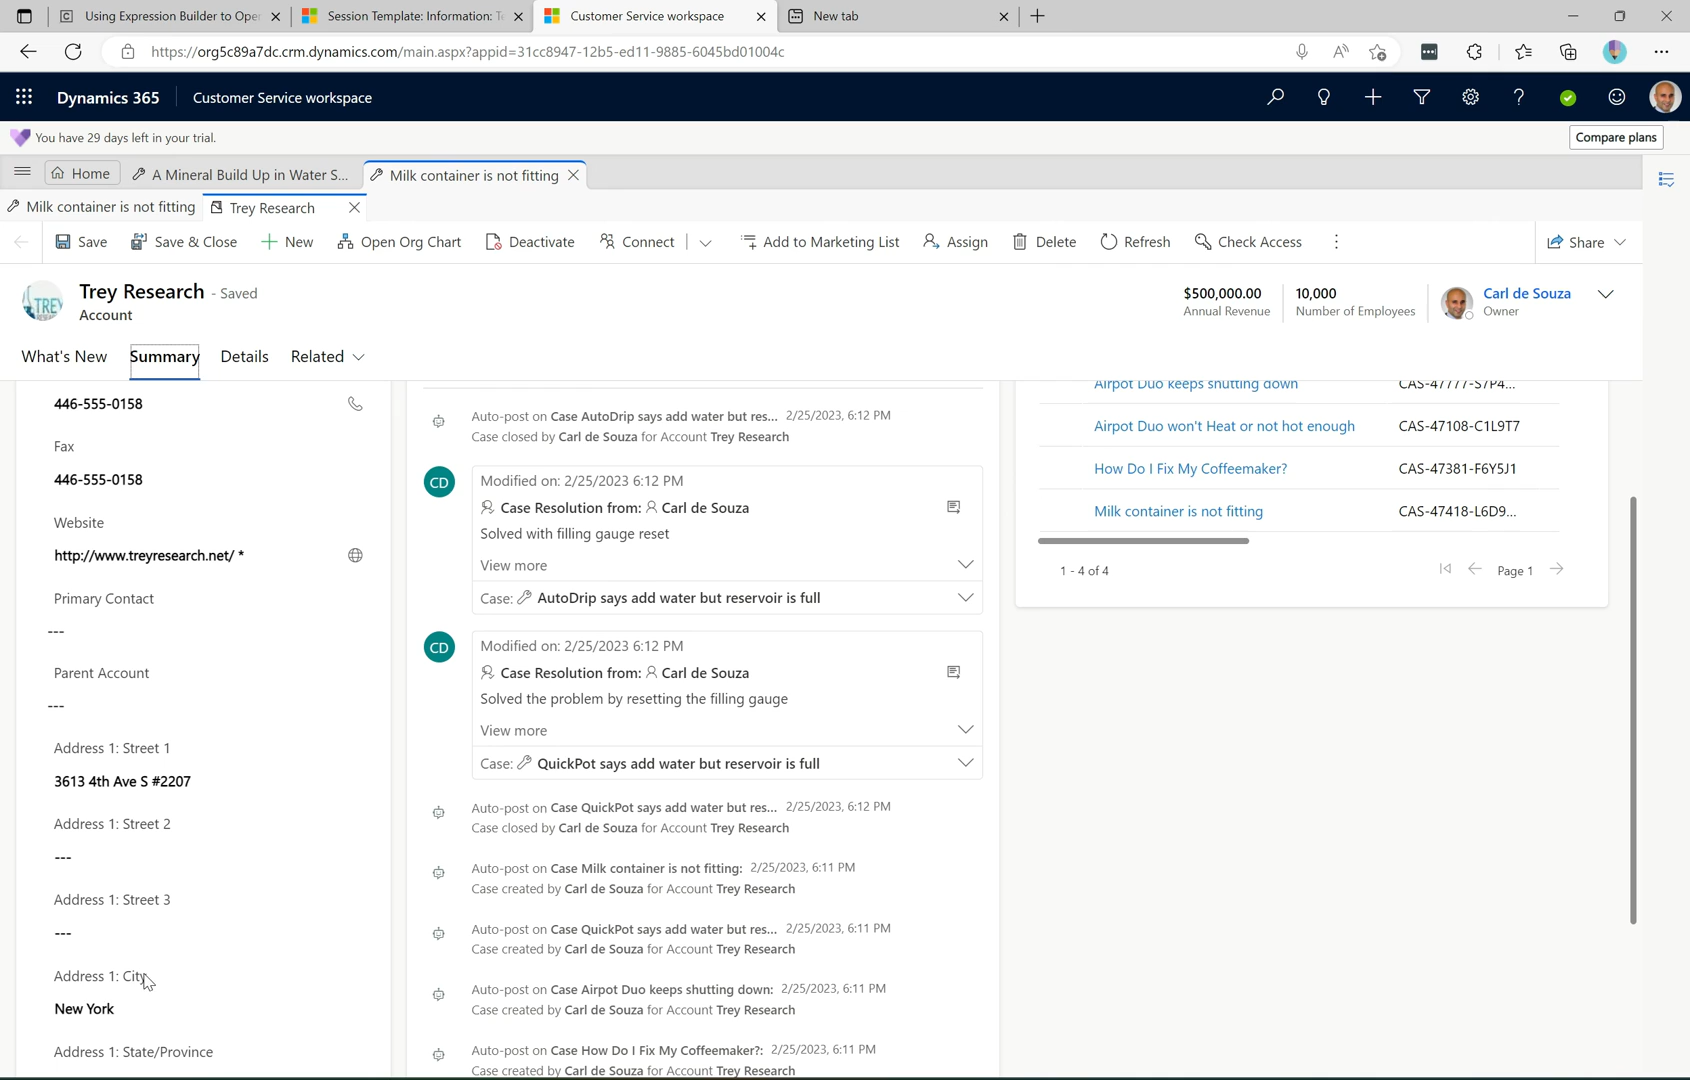 Using Expression Builder to Oper
Session Template: Information: T
Customer Service workspace
New tab
https://org5c89a7dc.crm.dynamics.com/main.aspx?appid=31cc8947-12b5-ed11-9885-6045bd01004c
Dynamics 365
Customer Service workspace
You have 29 days left in your trial.
Compare plans
Home
A Mineral Build Up in Water S...
Milk container is not fitting
Milk container is not fitting
Trey Research
Save
Save & Close
New
Open Org Chart
Deactivate
Connect
Add to Marketing List
Assign
Delete
Refresh
Check Access
Share
TREY
Trey Research - Saved
Account
$500,000.00
Annual Revenue
10,000
Number of Employees
Carl de Souza
Owner
What's New
Summary
Details
Related
446-555-0158
Fax
446-555-0158
Website
http://www.treyresearch.net/ *
Primary Contact
---
Parent Account
---
Address 1: Street 1
3613 4th Ave S #2207
Address 1: Street 2
---
Address 1: Street 3
---
Address 1: City
New York
Address 1: State/Province
Auto-post on Case AutoDrip says add water but res... 2/25/2023, 6:12 PM
Case closed by Carl de Souza for Account Trey Research
CD
Modified on: 2/25/2023 6:12 PM
Case Resolution from: Carl de Souza
Solved with filling gauge reset
View more
Case: AutoDrip says add water but reservoir is full
CD
Modified on: 2/25/2023 6:12 PM
Case Resolution from: Carl de Souza
Solved the problem by resetting the filling gauge
View more
Case: QuickPot says add water but reservoir is full
Auto-post on Case QuickPot says add water but res... 2/25/2023, 6:12 PM
Case closed by Carl de Souza for Account Trey Research
Auto-post on Case Milk container is not fitting: 2/25/2023, 6:11 PM
Case created by Carl de Souza for Account Trey Research
Auto-post on Case QuickPot says add water but res... 2/25/2023, 6:11 PM
Case created by Carl de Souza for Account Trey Research
Auto-post on Case Airpot Duo keeps shutting down: 2/25/2023, 6:11 PM
Case created by Carl de Souza for Account Trey Research
Auto-post on Case How Do I Fix My Coffeemaker?: 2/25/2023, 6:11 PM
Case created by Carl de Souza for Account Trey Research
Airpot Duo keeps shutting down CAS-47777-S7P4...
Airpot Duo won't Heat or not hot enough CAS-47108-C1L9T7
How Do I Fix My Coffeemaker? CAS-47381-F6Y5J1
Milk container is not fitting CAS-47418-L6D9...
1 - 4 of 4
Page 1